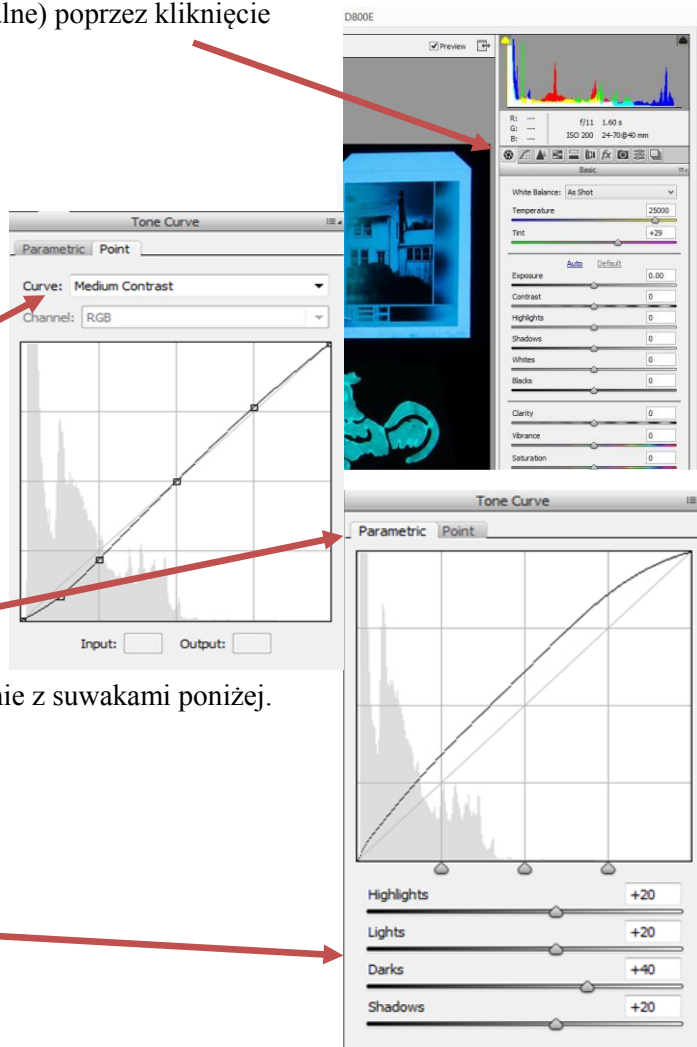 alne) poprzez kliknięcie
D800E
Preview
R: ---
G: ---
B: ---
f/11 1.60 s
ISO 200 24-70@40 mm
Basic
White Balance: As Shot
Temperature 25000
Tint +29
Auto Default
Exposure 0.00
Contrast 0
Highlights 0
Shadows 0
Whites 0
Blacks 0
Clarity 0
Vibrance 0
Saturation 0
Tone Curve
Parametric Point
Curve: Medium Contrast
Channel: RGB
Input: Output:
nie z suwakami poniżej.
Tone Curve
Parametric Point
Highlights +20
Lights +20
Darks +40
Shadows +20